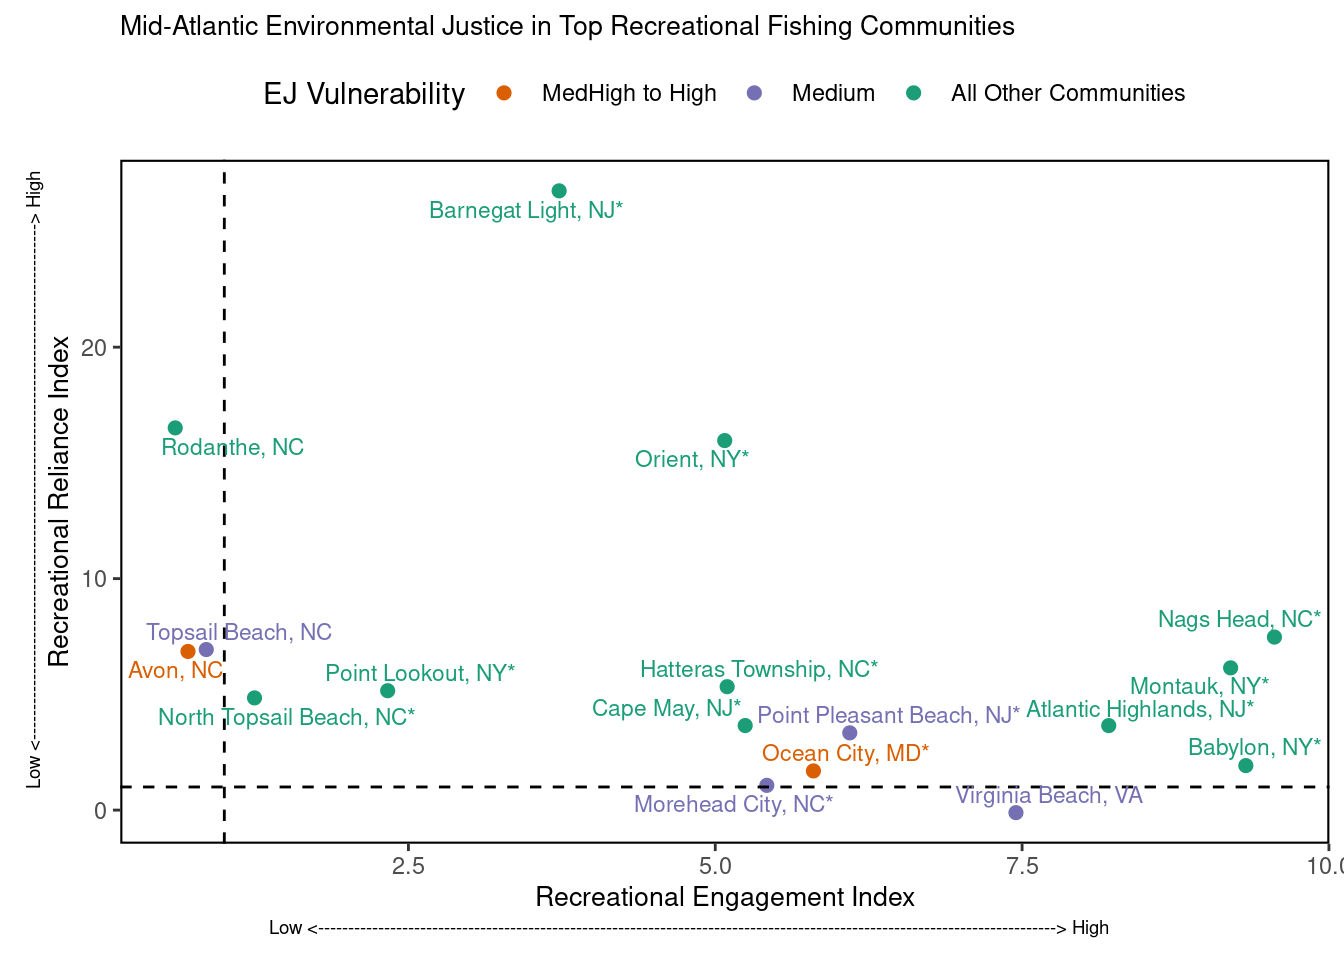 Mid-Atlantic Environmental Justice in Top Recreational Fishing Communities
EJ Vulnerability MedHigh to High Medium All Other Communities
Low <-----------------------------------------------------------------------------------------------------> High
Recreational Reliance Index
20
10
0
Barnegat Light, NJ*
Rodanthe, NC
Orient, NY*
Nags Head, NC*
Topsail Beach, NC
Avon, NC
Point Lookout, NY*
Hatteras Township, NC*
Montauk, NY*
North Topsail Beach, NC*
Cape May, NJ*
Point Pleasant Beach, NJ*
Atlantic Highlands, NJ*
Ocean City, MD*
Babylon, NY*
Morehead City, NC*
Virginia Beach, VA
2.5 5.0 7.5 10.0
Recreational Engagement Index
Low <-----------------------------------------------------------------------------------------------------> High